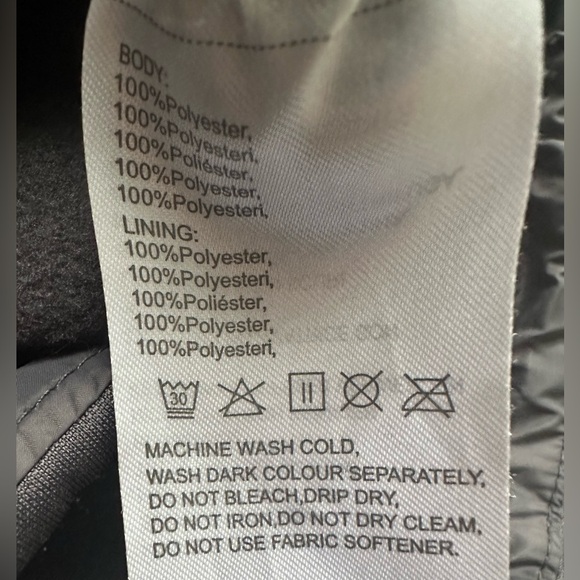 BODY:
100%Polyester,
100%Polyesteri,
100%Poliéster,
100%Polyester,
100%Polyesteri,
LINING:
100%Polyester,
100%Polyesteri,
100%Poliéster,
100%Polyester,
100%Polyesteri,
30
MACHINE WASH COLD,
WASH DARK COLOUR SEPARATELY,
DO NOT BLEACH,DRIP DRY,
DO NOT IRON,DO NOT DRY CLEAM,
DO NOT USE FABRIC SOFTENER.